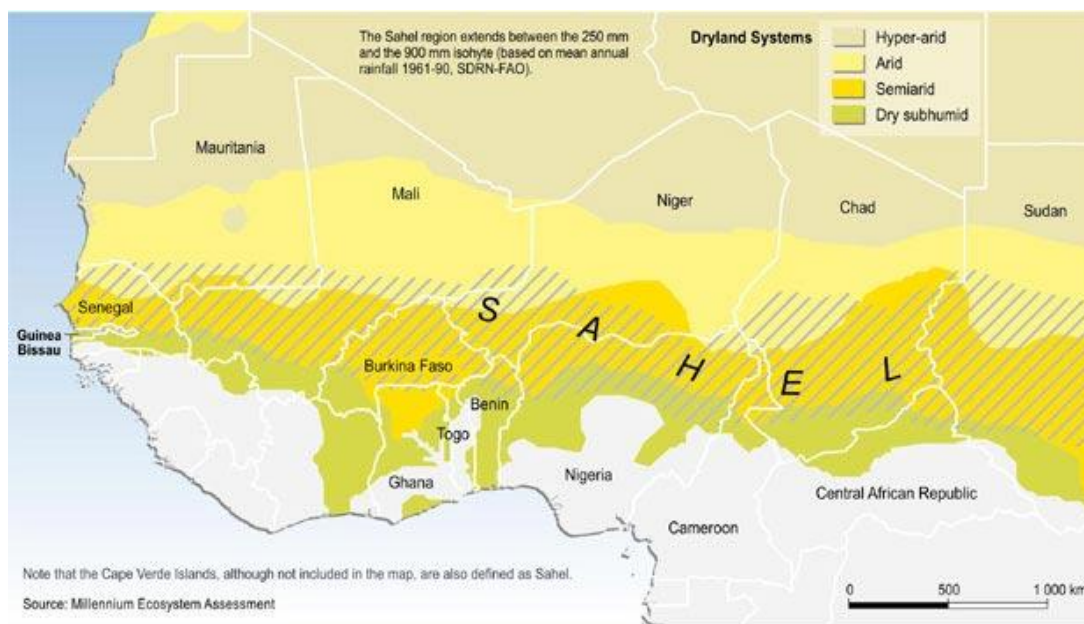 The Sahel region extends between the 250 mm
and the 900 mm isohyte (based on mean annual
rainfall 1961-90, SDRN-FAO).
Dryland Systems
Hyper-arid
Arid
Semiarid
Dry subhumid
Mauritania
Mali
Niger
Chad
Sudan
SAHEL
Senegal
Guinea
Bissau
Burkina Faso
Benin
Togo
Ghana
Nigeria
Central African Republic
Cameroon
Note that the Cape Verde Islands, although not included in the map, are also defined as Sahel.
Source: Millennium Ecosystem Assessment
0 500 1 000 km